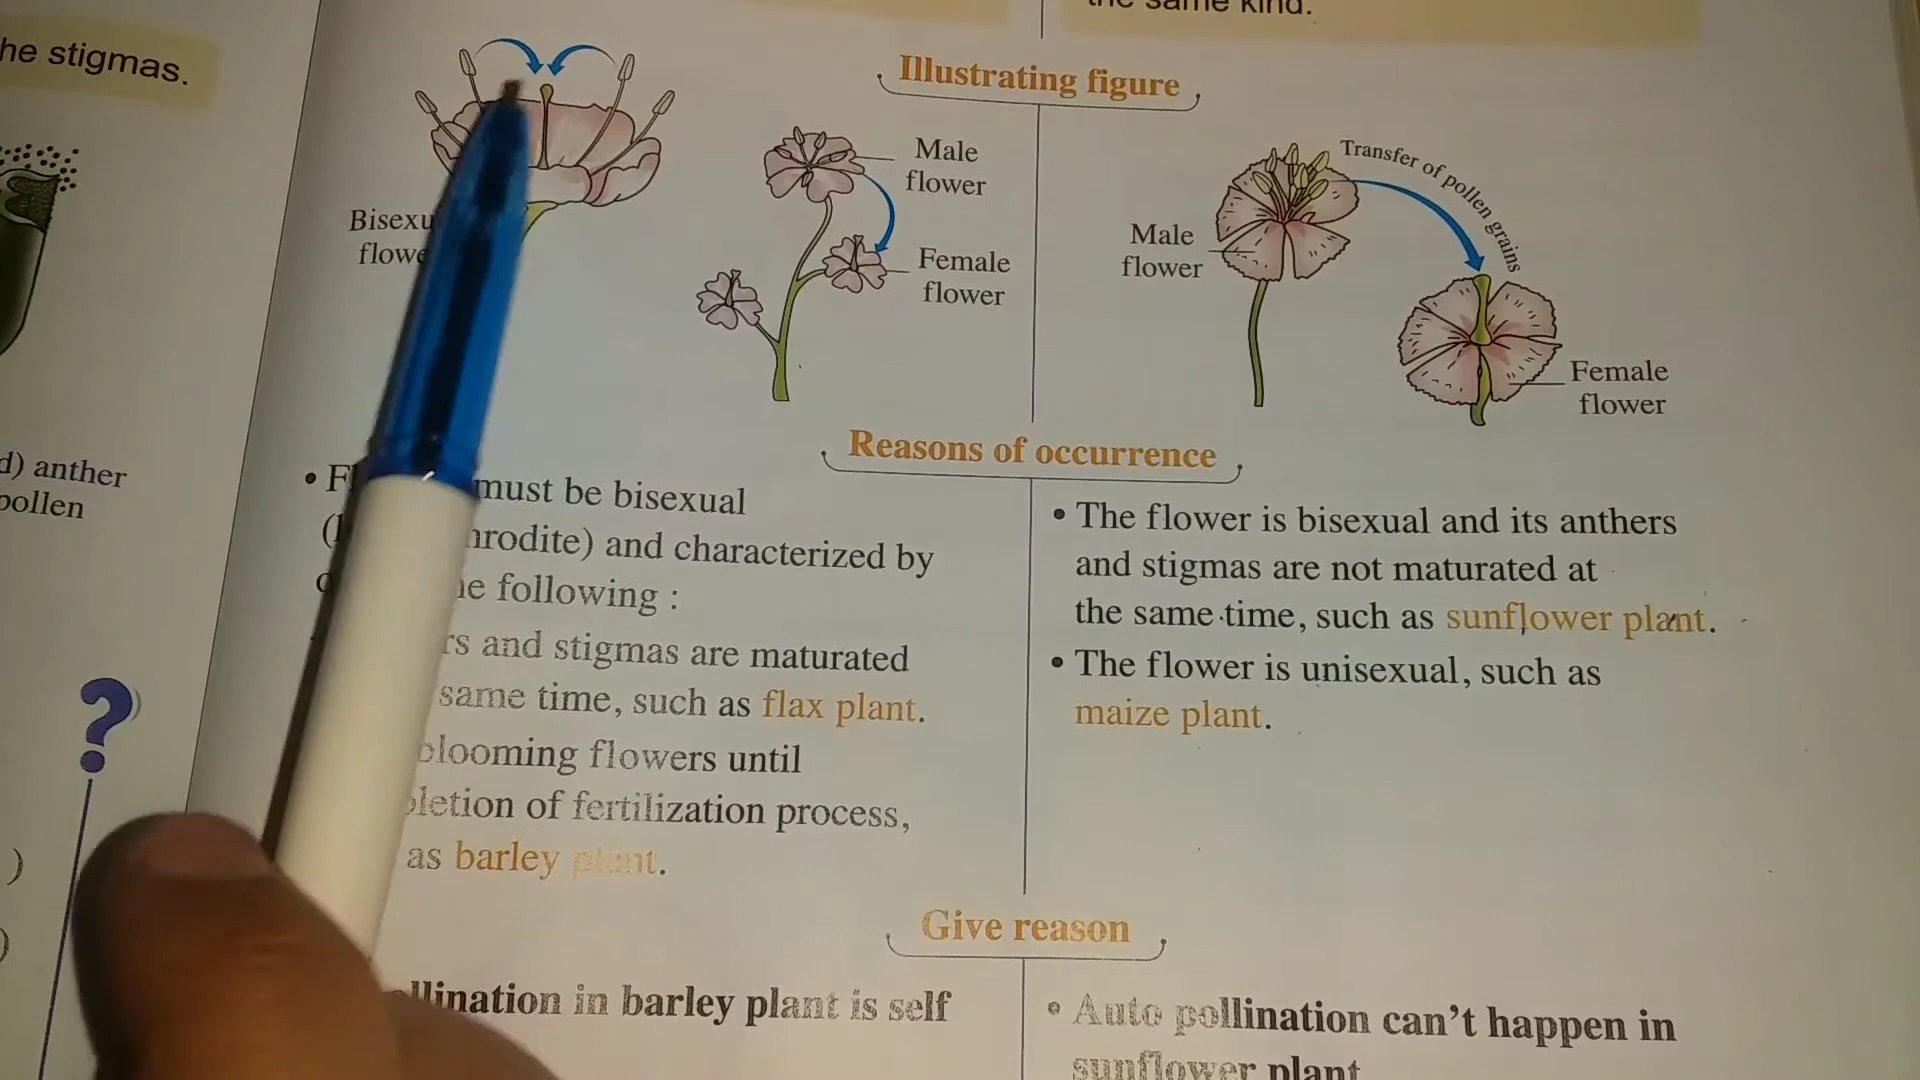 he stigmas.
d) anther
pollen
?
)
)
the same kind.
Illustrating figure
Bisexu
flowe
Male
flower
Female
flower
Male
flower
Transfer of pollen grains
Female
flower
Reasons of occurrence
• F must be bisexual
hrodite) and characterized by
he following :
rs and stigmas are maturated
same time, such as flax plant.
blooming flowers until
pletion of fertilization process,
as barley plant.
• The flower is bisexual and its anthers
and stigmas are not maturated at
the same time, such as sunflower plant.
• The flower is unisexual, such as
maize plant.
Give reason
llination in barley plant is self
• Auto pollination can't happen in
sunflower plant